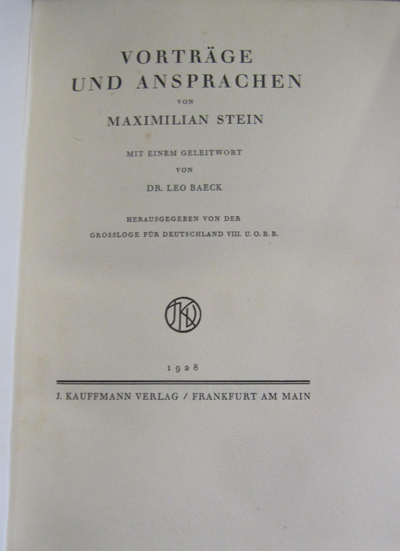 VORTRÄGE
UND ANSPRACHEN
VON
MAXIMILIAN STEIN
MIT EINEM GELEITWORT
VON
DR. LEO BAECK
HERAUSGEGEBEN VON DER
GROSSLOGE FÜR DEUTSCHLAND VIII. U. O. B. B.
JKV
1928
J. KAUFFMANN VERLAG / FRANKFURT AM MAIN